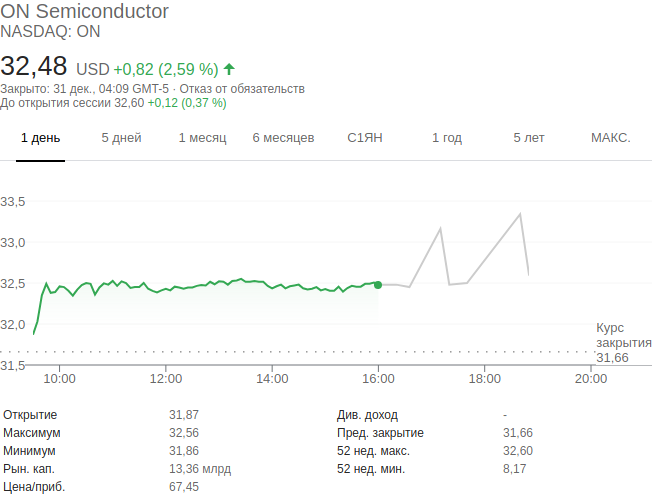 ON Semiconductor
NASDAQ: ON
32,48 USD +0,82 (2,59 %)
Закрыто: 31 дек., 04:09 GMT-5 · Отказ от обязательств
До открытия сессии 32,60 +0,12 (0,37 %)
1 день 5 дней 1 месяц 6 месяцев С1ЯН 1 год 5 лет МАКС.
33,5
33,0
32,5
32,0
Курс
закрытия
31,66
31,5
10:00 12:00 14:00 16:00 18:00 20:00
Открытие 31,87 Див. доход -
Максимум 32,56 Пред. закрытие 31,66
Минимум 31,86 52 нед. макс. 32,60
Рын. кап. 13,36 млрд 52 нед. мин. 8,17
Цена/приб. 67,45